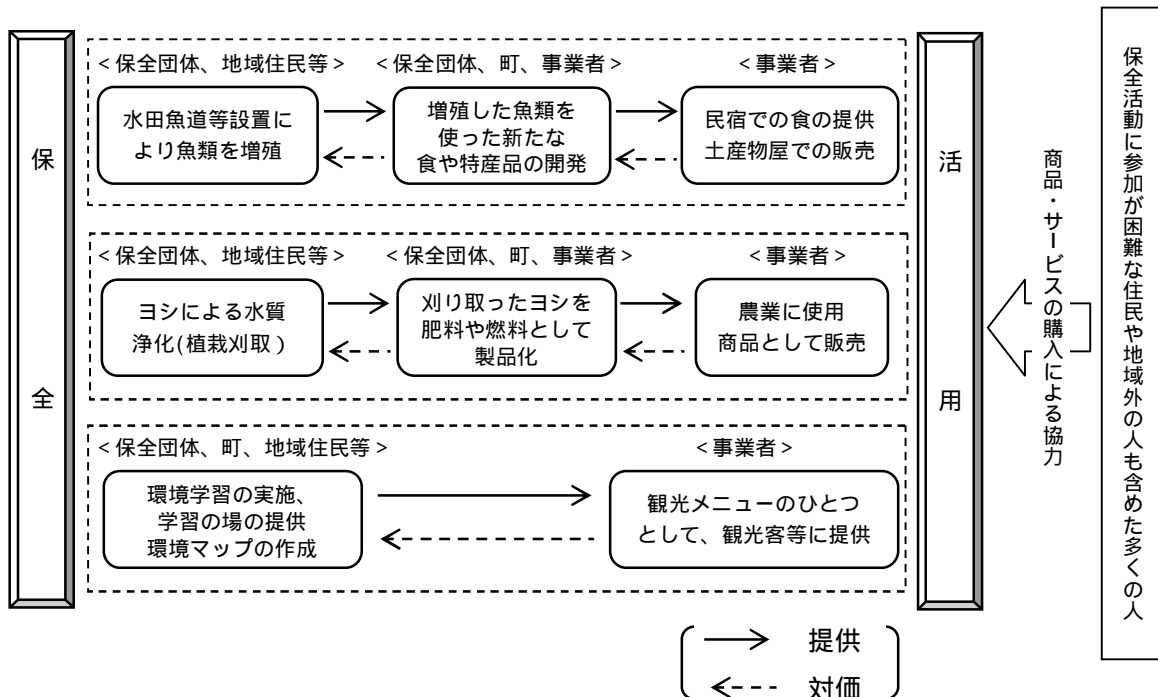 保全
＜保全団体、地域住民等＞
水田魚道等設置に
より魚類を増殖
＜保全団体、町、事業者＞
増殖した魚類を
使った新たな
食や特産品の開発
＜事業者＞
民宿での食の提供
土産物屋での販売
＜保全団体、地域住民等＞
ヨシによる水質
浄化(植栽刈取）
＜保全団体、町、事業者＞
刈り取ったヨシを
肥料や燃料として
製品化
＜事業者＞
農業に使用
商品として販売
＜保全団体、町、地域住民等＞
環境学習の実施、
学習の場の提供
環境マップの作成
＜事業者＞
観光メニューのひとつ
として、観光客等に提供
活用
商品・サービスの購入による協力
保全活動に参加が困難な住民や地域外の人も含めた多くの人
提供
対価